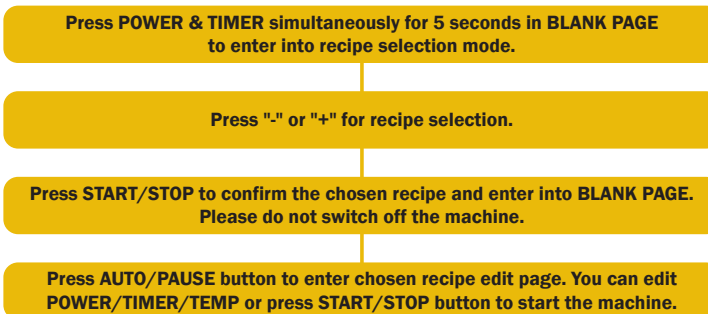 Press POWER & TIMER simultaneously for 5 seconds in BLANK PAGE
to enter into recipe selection mode.
Press "-" or "+" for recipe selection.
Press START/STOP to confirm the chosen recipe and enter into BLANK PAGE.
Please do not switch off the machine.
Press AUTO/PAUSE button to enter chosen recipe edit page. You can edit
POWER/TIMER/TEMP or press START/STOP button to start the machine.